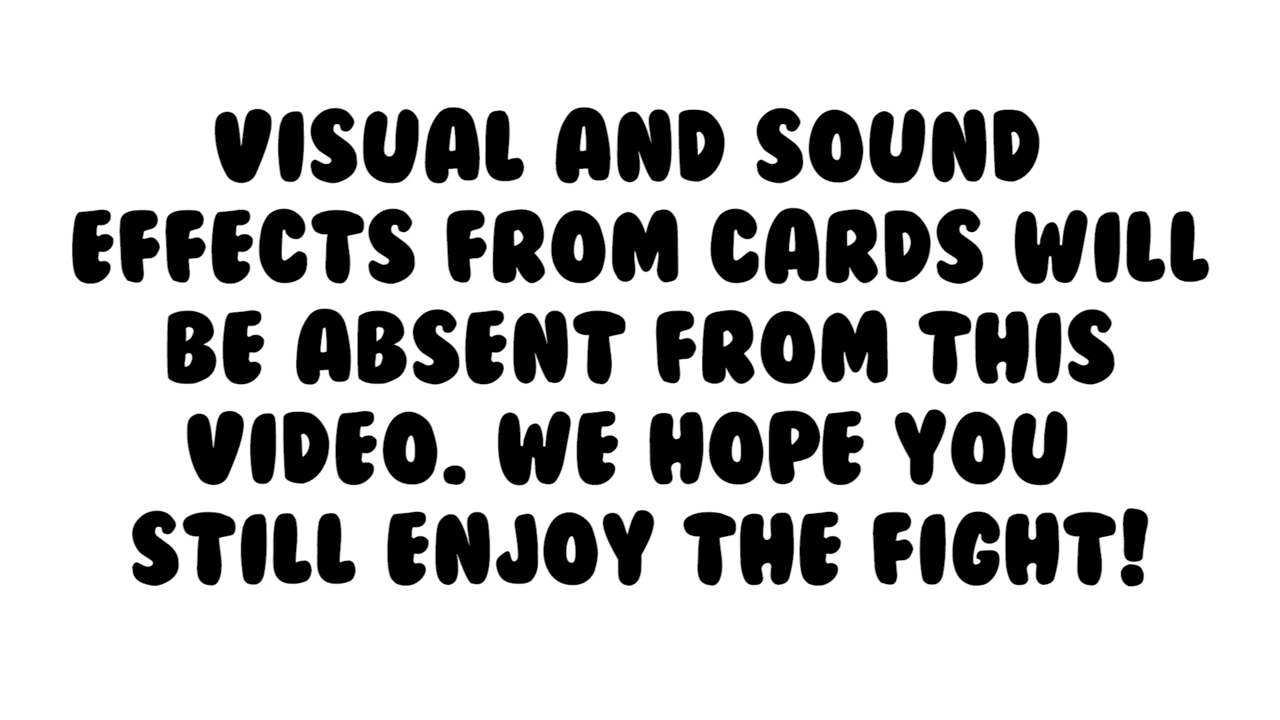 VISUAL AND SOUND
EFFECTS FROM CARDS WILL
BE ABSENT FROM THIS
VIDEO. WE HOPE YOU
STILL ENJOY THE FIGHT!